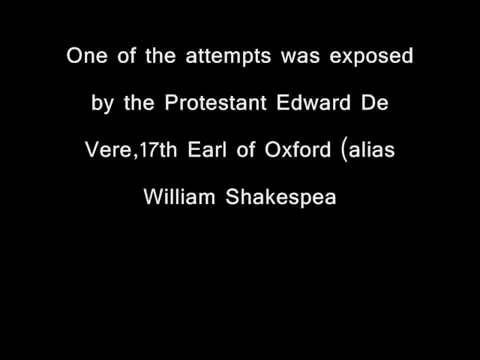 One of the attempts was exposed
by the Protestant Edward De
Vere,17th Earl of Oxford (alias
William Shakespea